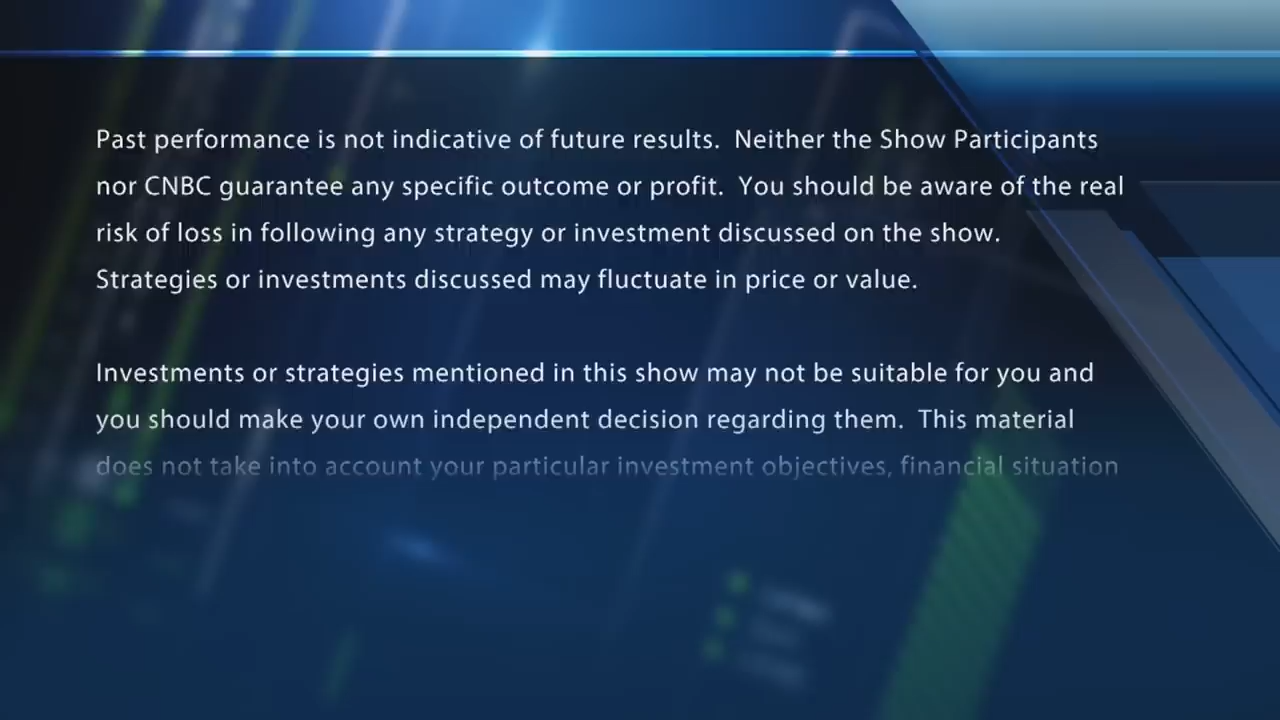 Past performance is not indicative of future results.  Neither the Show Participants
nor CNBC guarantee any specific outcome or profit.  You should be aware of the real
risk of loss in following any strategy or investment discussed on the show.
Strategies or investments discussed may fluctuate in price or value.
Investments or strategies mentioned in this show may not be suitable for you and
you should make your own independent decision regarding them.  This material
does not take into account your particular investment objectives, financial situation